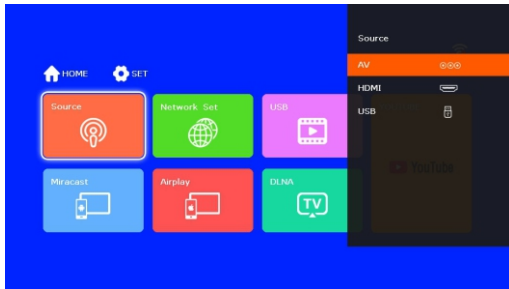 HOME SET
Source Network Set USB
Miracast Airplay DLNA
TV
YouTube
Source
AV
HDMI
USB